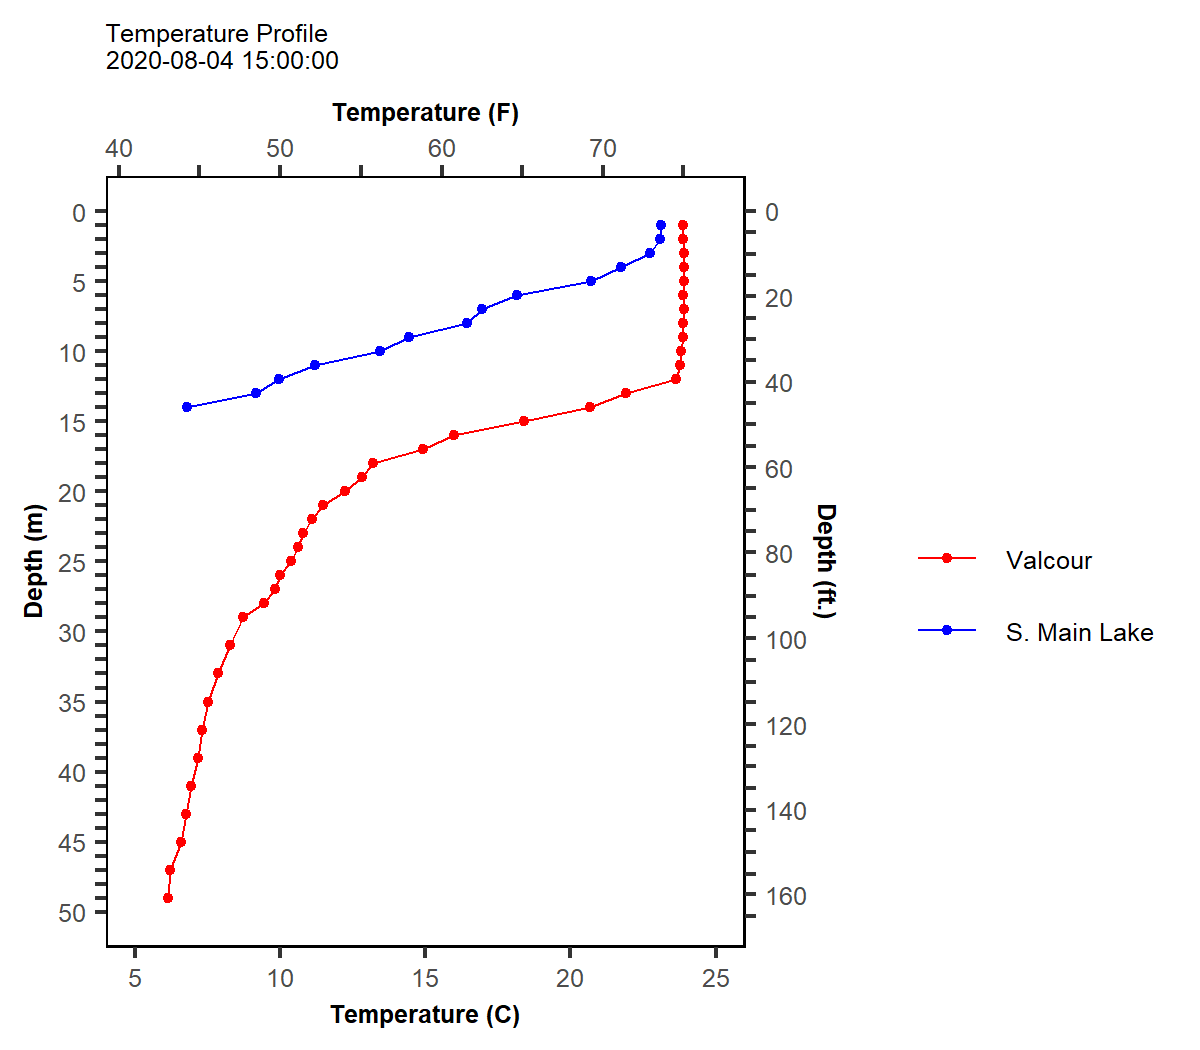 Temperature Profile
2020-08-04 15:00:00
Temperature (F)
40 50 60 70
0
5
10
15
20
25
30
35
40
45
50
Depth (m)
0
20
40
60
80
100
120
140
160
Depth (ft.)
5 10 15 20 25
Temperature (C)
Valcour
S. Main Lake